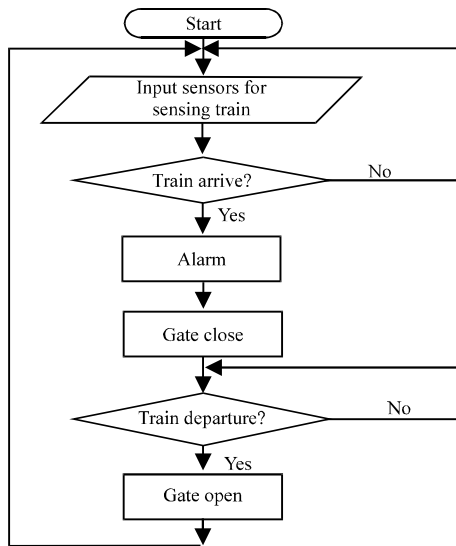 Start
Input sensors for
sensing train
Train arrive?
No
Yes
Alarm
Gate close
Train departure?
No
Yes
Gate open